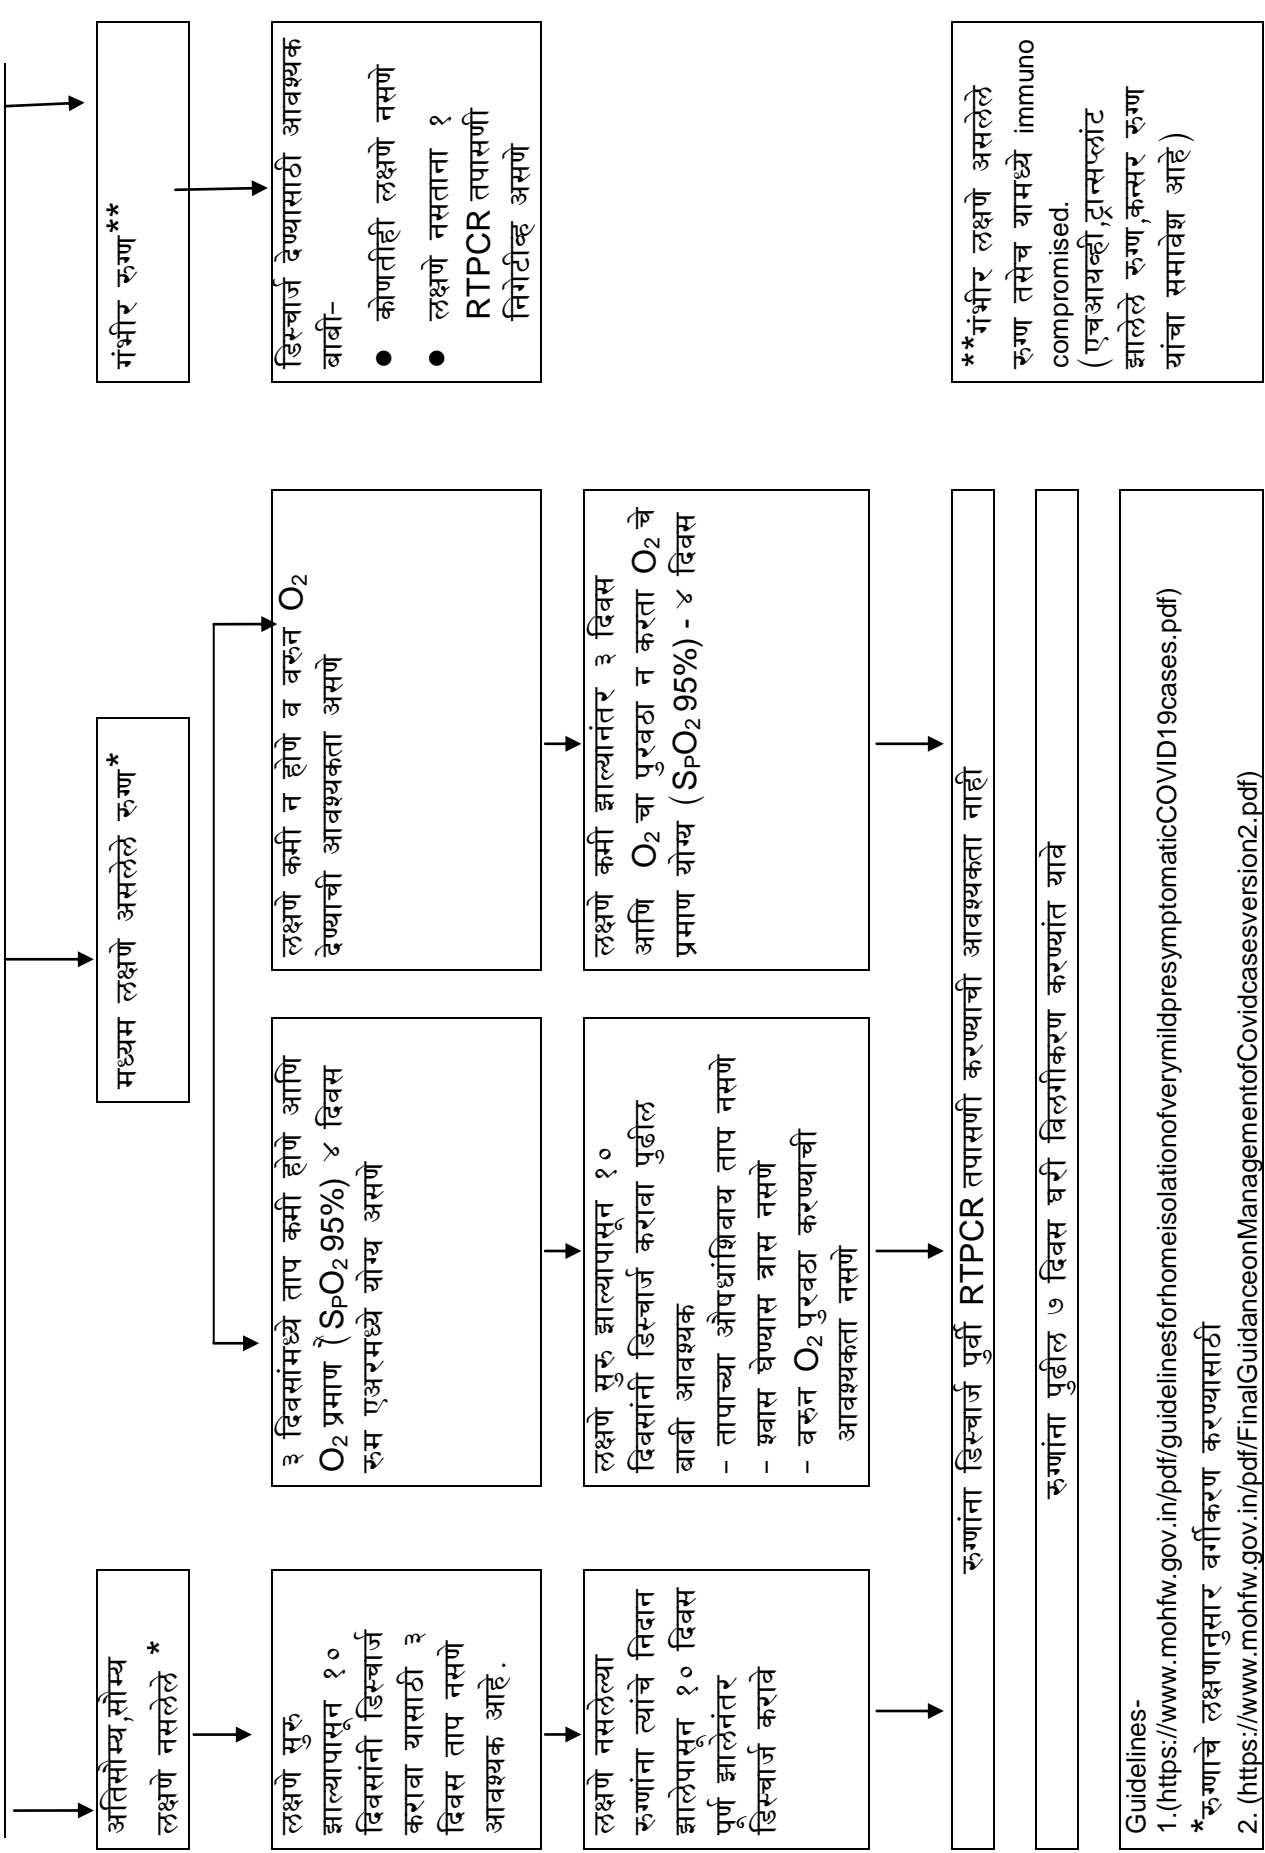 अतिसौम्य,सौम्य
लक्षणे नसलेले *
मध्यम लक्षणे असलेले रुग्ण*
गंभीर रुग्ण**
लक्षणे सुरु
झाल्यापासून १०
दिवसांनी डिस्चार्ज
करावा यासाठी ३
दिवस ताप नसणे
आवश्यक आहे.
३ दिवसांमध्ये ताप कमी होणे आणि
O₂ प्रमाण (SPO₂ 95%) ४ दिवस
रुम एअरमध्ये योग्य असणे
लक्षणे कमी न होणे व वरुन O₂
देण्याची आवश्यकता असणे
डिस्चार्ज देण्यासाठी आवश्यक
बाबी–
● कोणतीही लक्षणे नसणे
● लक्षणे नसताना १
RTPCR तपासणी
निगेटीव्ह असणे
लक्षणे नसलेल्या
रुग्णांना त्यांचे निदान
झालेपासून १० दिवस
पुर्ण झालेनंतर
डिस्चार्ज करावे
लक्षणे सुरु झाल्यापासून १०
दिवसांनी डिस्चार्ज करावा पुढील
बाबी आवश्यक
– तापाच्या औषधांशिवाय ताप नसणे
– श्वास घेण्यास त्रास नसणे
– वरुन O₂ पुरवठा करण्याची
आवश्यकता नसणे
लक्षणे कमी झाल्यानंतर ३ दिवस
आणि O₂ चा पुरवठा न करता O₂ चे
प्रमाण योग्य (SPO₂ 95%) - ४ दिवस
रुग्णांना डिस्चार्ज पुर्वी RTPCR तपासणी करण्याची आवश्यकता नाही
रुग्णांना पुढील ७ दिवस घरी विलगीकरण करण्यांत यावे
Guidelines-
1.(https://www.mohfw.gov.in/pdf/guidelinesforhomeisolationofverymildpresymptomaticCOVID19cases.pdf)
*रुग्णाचे लक्षणानुसार वर्गीकरण करण्यासाठी
2. (https://www.mohfw.gov.in/pdf/FinalGuidanceonManagementofCovidcasesversion2.pdf)
**गंभीर लक्षणे असलेले
रुग्ण तसेच यामध्ये immuno
compromised.
(एचआयव्ही,ट्रान्सप्लांट
झालेले रुग्ण,कन्सर रुग्ण
यांचा समावेश आहे)